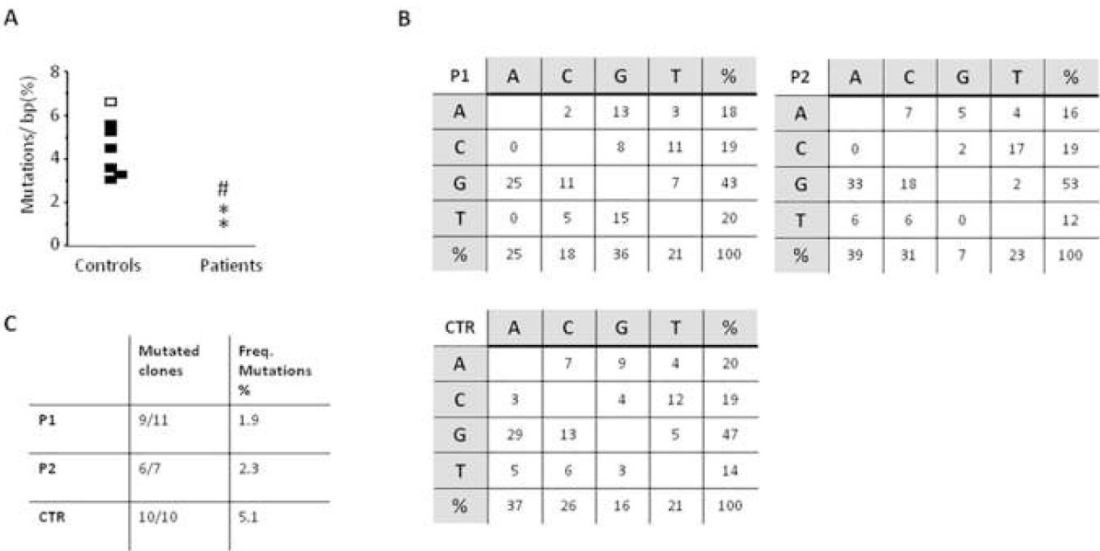 A
Mutations/ bp(%)
8
6
4
2
0
#
*
*
Controls Patients
B
P1 A C G T %
A 2 13 3 18
C 0 8 11 19
G 25 11 7 43
T 0 5 15 20
% 25 18 36 21 100
P2 A C G T %
A 7 5 4 16
C 0 2 17 19
G 33 18 2 53
T 6 6 0 12
% 39 31 7 23 100
CTR A C G T %
A 7 9 4 20
C 3 4 12 19
G 29 13 5 47
T 5 6 3 14
% 37 26 16 21 100
C
Mutated Freq.
clones Mutations
%
P1 9/11 1.9
P2 6/7 2.3
CTR 10/10 5.1